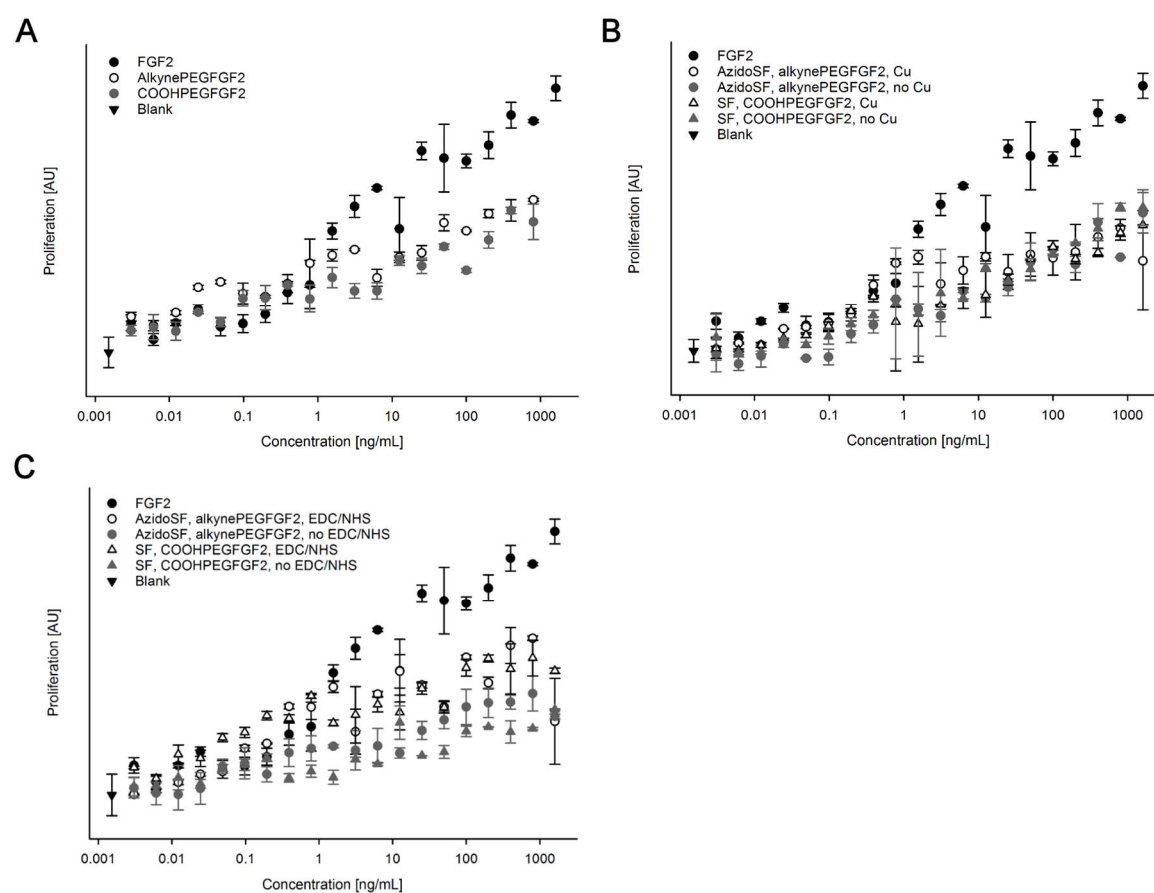 A
FGF2
AlkynePEGFGF2
COOHPEGFGF2
Blank
Proliferation [AU]
0.001 0.01 0.1 1 10 100 1000
Concentration [ng/mL]
B
FGF2
AzidoSF, alkynePEGFGF2, Cu
AzidoSF, alkynePEGFGF2, no Cu
SF, COOHPEGFGF2, Cu
SF, COOHPEGFGF2, no Cu
Blank
Proliferation [AU]
0.001 0.01 0.1 1 10 100 1000
Concentration [ng/mL]
C
FGF2
AzidoSF, alkynePEGFGF2, EDC/NHS
AzidoSF, alkynePEGFGF2, no EDC/NHS
SF, COOHPEGFGF2, EDC/NHS
SF, COOHPEGFGF2, no EDC/NHS
Blank
Proliferation [AU]
0.001 0.01 0.1 1 10 100 1000
Concentration [ng/mL]